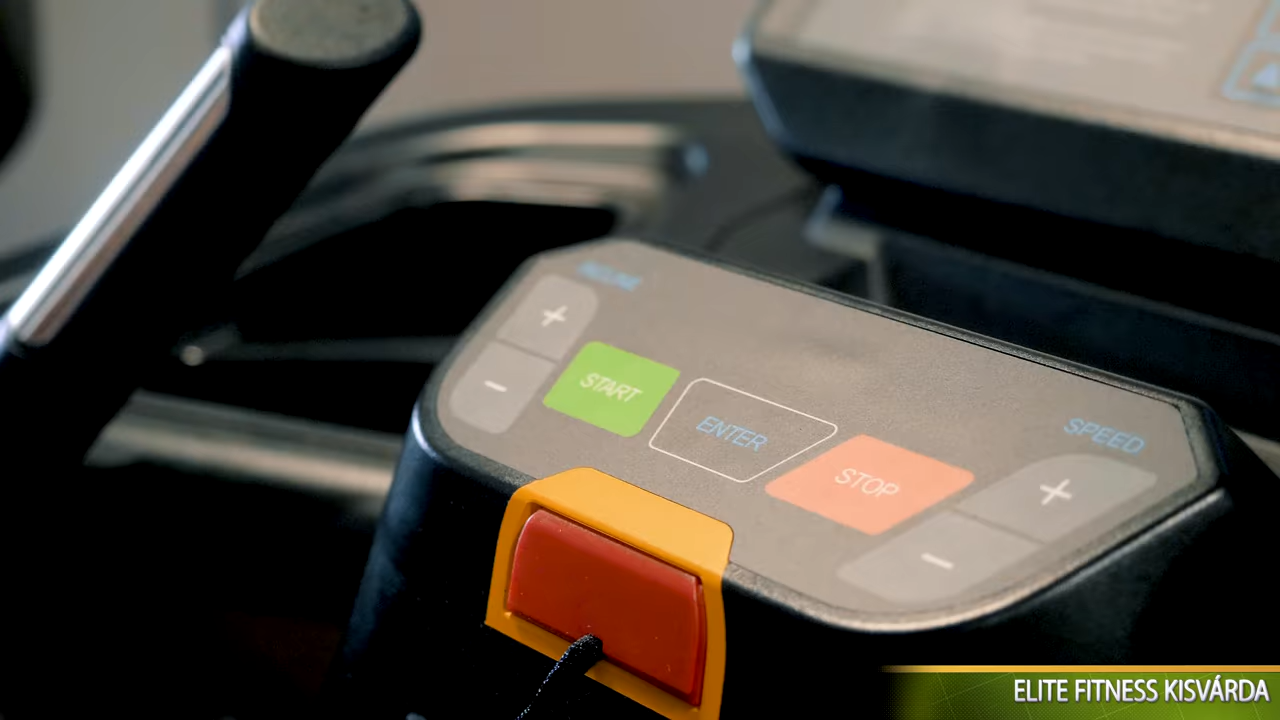 +
-
START
ENTER
STOP
SPEED
+
-
ELITE FITNESS KISVÁRDA